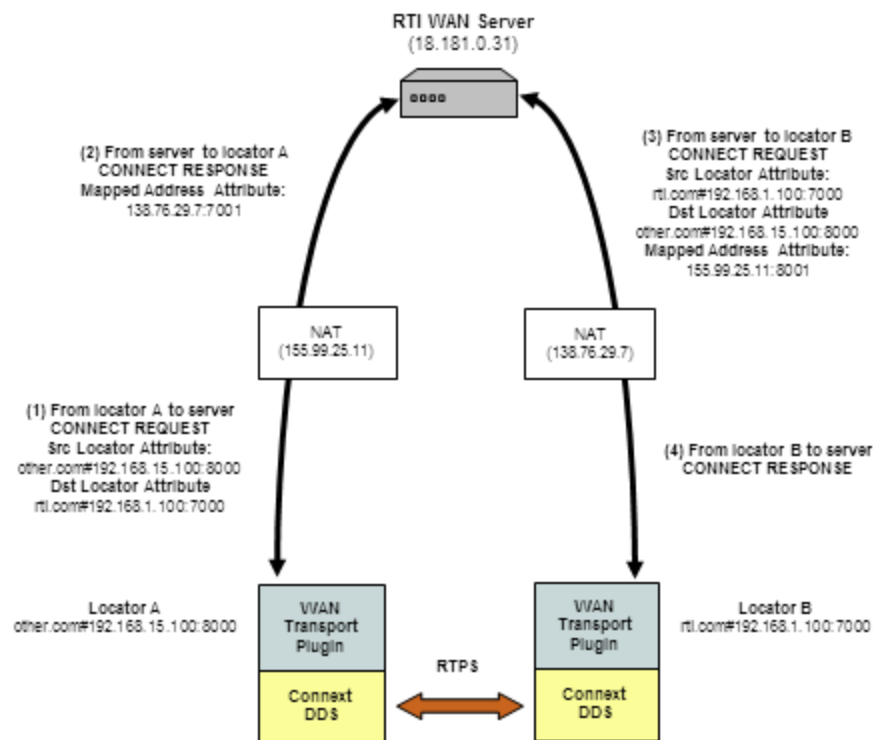 RTI WAN Server
(18.181.0.31)
(2) From server to locator A
CONNECT RESPONSE
Mapped Address Attribute:
138.76.29.7:7001
(3) From server to locator B
CONNECT REQUEST
Src Locator Attribute:
rti.com#192.168.1.100:7000
Dst Locator Attribute
other.com#192.168.15.100:8000
Mapped Address Attribute:
155.99.25.11:8001
NAT
(155.99.25.11)
NAT
(138.76.29.7)
(1) From locator A to server
CONNECT REQUEST
Src Locator Attribute:
other.com#192.168.15.100:8000
Dst Locator Attribute
rti.com#192.168.1.100:7000
(4) From locator B to server
CONNECT RESPONSE
Locator A
other.com#192.168.15.100:8000
WAN
Transport
Plugin
WAN
Transport
Plugin
Locator B
rti.com#192.168.1.100:7000
RTPS
Connext
DDS
Connext
DDS